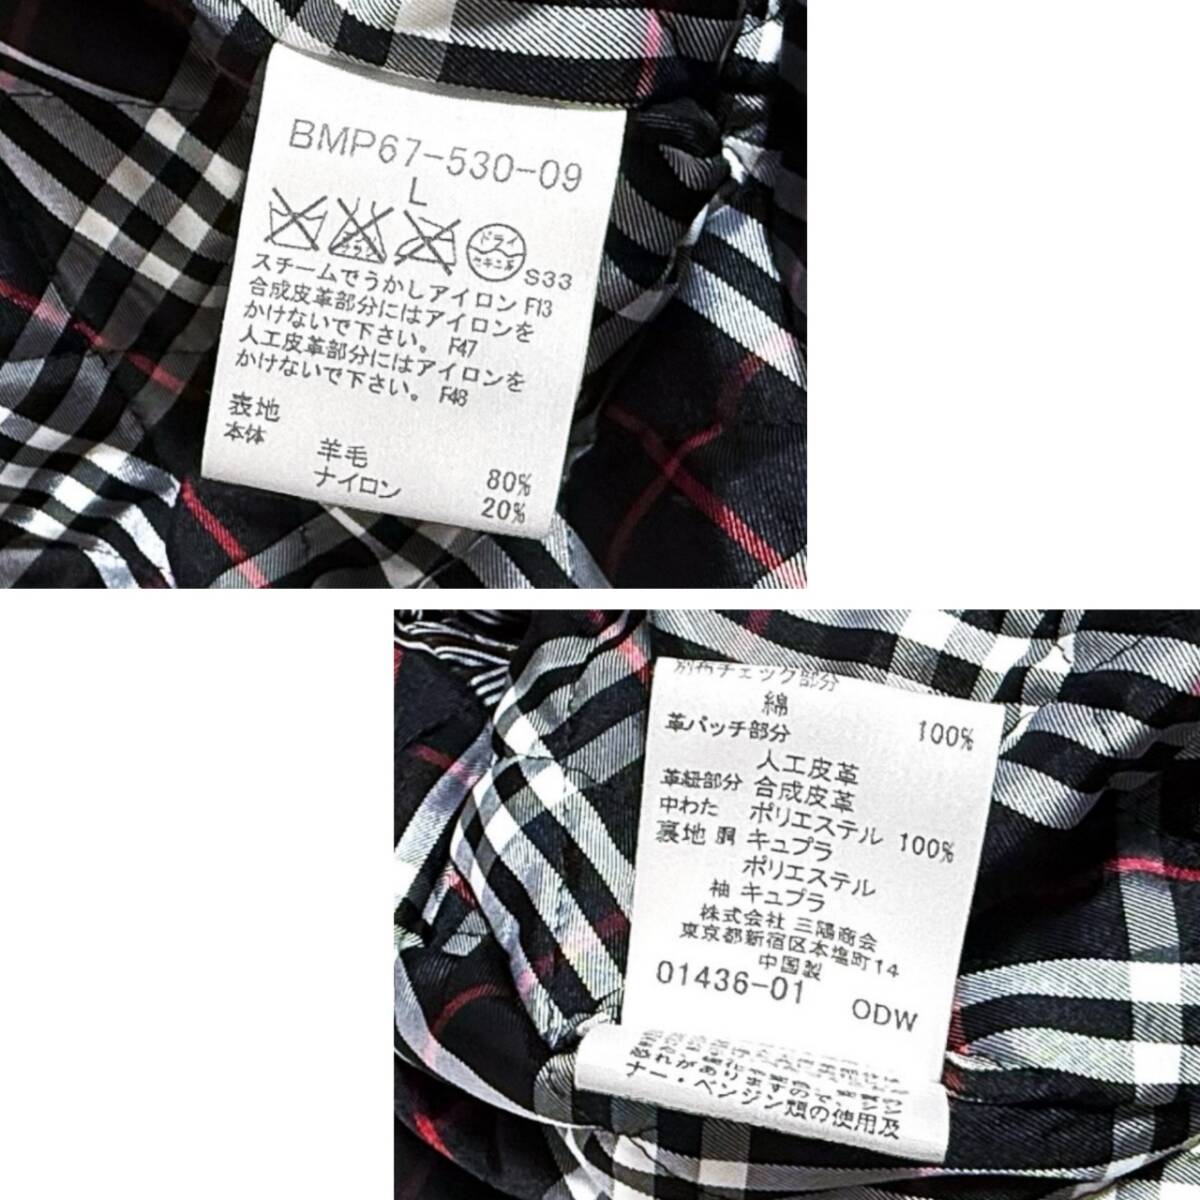 BMP67-530-09
L
ドライ
セキユ系
S33
スチームでうかしアイロン F13
合成皮革部分にはアイロンを
かけないで下さい。 F47
人工皮革部分にはアイロンを
かけないで下さい。 F48
表地
本体
羊毛 80%
ナイロン 20%
別布チェック部分
綿 100%
革パッチ部分
人工皮革
革紐部分 合成皮革
中わた ポリエステル 100%
裏地 胴 キュプラ
ポリエステル
袖 キュプラ
株式会社 三陽商会
東京都新宿区本塩町14
中国製
01436-01
ODW
恐れがありますので、
ナー・ベンジン類の使用及